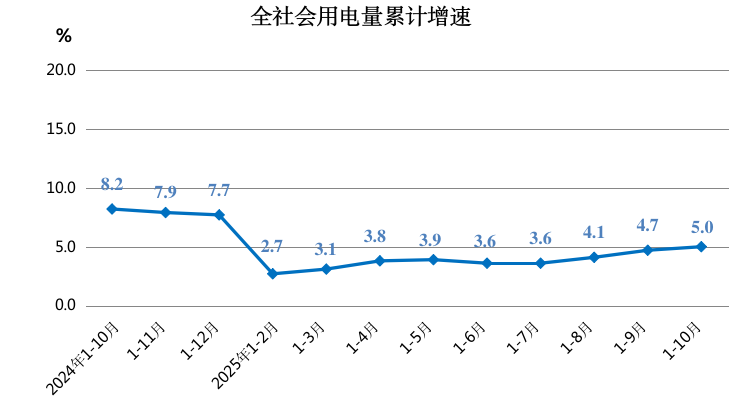 全社会用电量累计增速
%
20.0
15.0
10.0
5.0
0.0
8.2
7.9
7.7
2.7
3.1
3.8
3.9
3.6
3.6
4.1
4.7
5.0
2024年1-10月
1-11月
1-12月
2025年1-2月
1-3月
1-4月
1-5月
1-6月
1-7月
1-8月
1-9月
1-10月